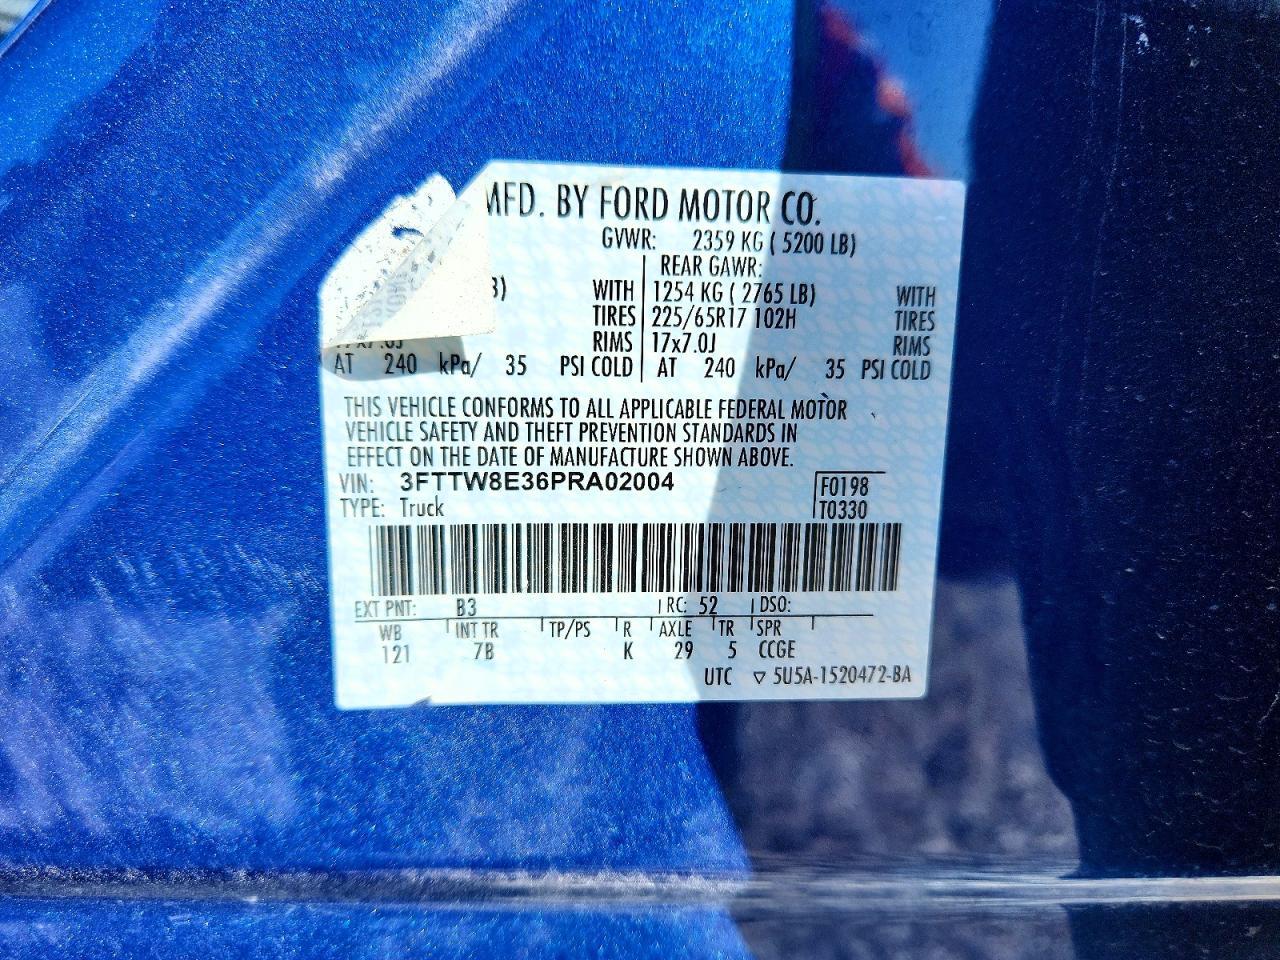 MFD. BY FORD MOTOR CO.
GVWR: 2359 KG ( 5200 LB)
REAR GAWR:
B) WITH 1254 KG ( 2765 LB) WITH
TIRES 225/65R17 102H TIRES
17x7.0J RIMS 17x7.0J RIMS
AT 240 kPa/ 35 PSI COLD AT 240 kPa/ 35 PSI COLD
THIS VEHICLE CONFORMS TO ALL APPLICABLE FEDERAL MOTOR
VEHICLE SAFETY AND THEFT PREVENTION STANDARDS IN
EFFECT ON THE DATE OF MANUFACTURE SHOWN ABOVE.
VIN: 3FTTW8E36PRA02004 F0198
TYPE: Truck T0330
EXT PNT: B3 RC: 52 DSO:
WB INT TR TP/PS R AXLE TR SPR
121 7B K 29 5 CCGE
UTC ▽ 5U5A-1520472-BA